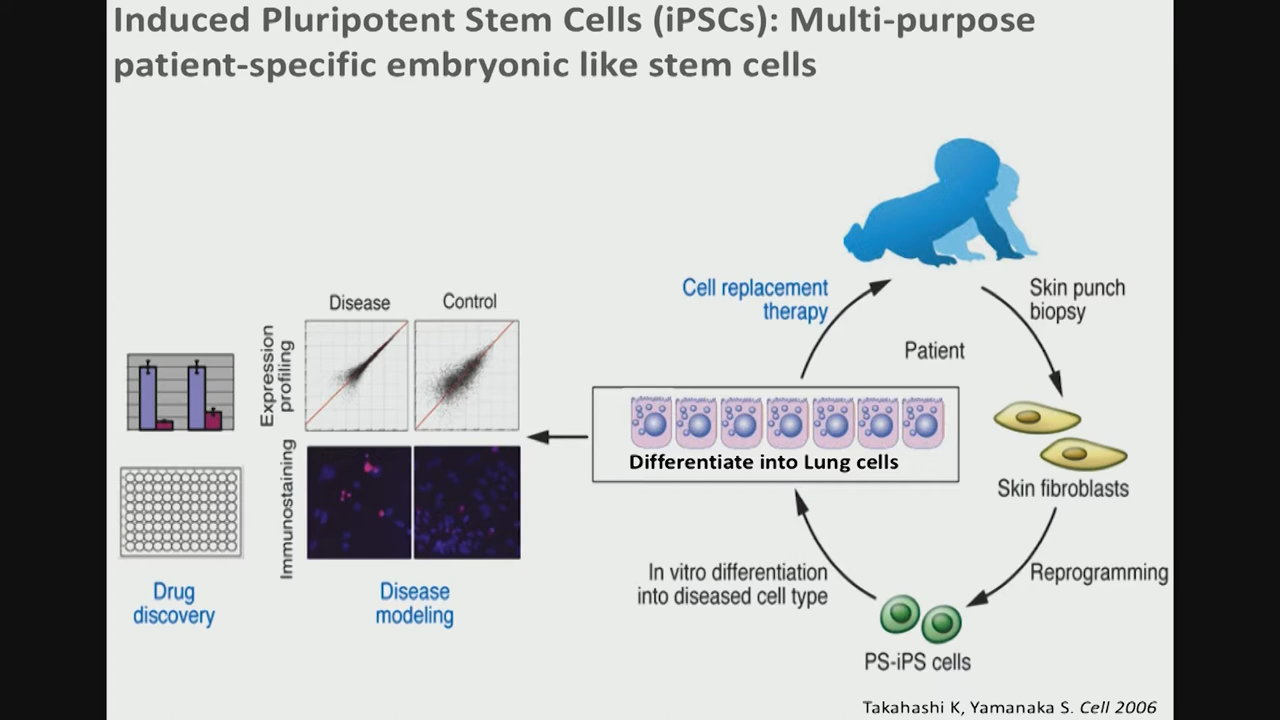 Induced Pluripotent Stem Cells (iPSCs): Multi-purpose
patient-specific embryonic like stem cells
Cell replacement
therapy
Skin punch
biopsy
Patient
Disease
Control
Expression
profiling
Differentiate into Lung cells
Immunostaining
Skin fibroblasts
In vitro differentiation
into diseased cell type
Reprogramming
Drug
discovery
Disease
modeling
PS-iPS cells
Takahashi K, Yamanaka S. Cell 2006